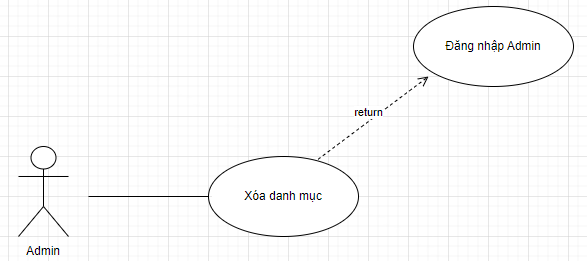 Đăng nhập Admin
return
Xóa danh mục
Admin